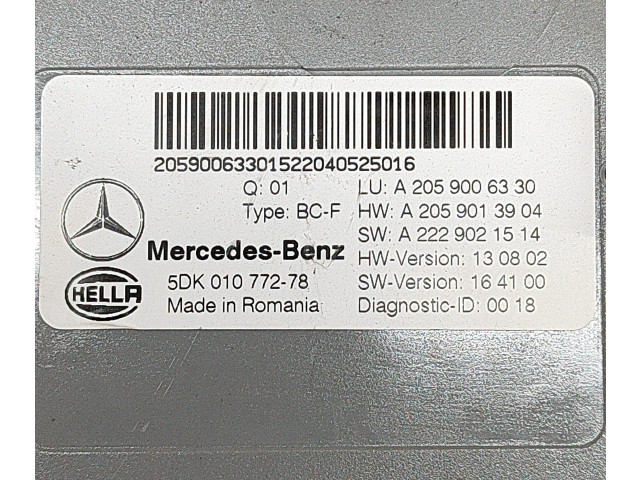 20590063301522040525016
Q: 01 LU: A 205 900 63 30
Type: BC-F HW: A 205 901 39 04
SW: A 222 902 15 14
Mercedes-Benz HW-Version: 13 08 02
HELLA 5DK 010 772-78 SW-Version: 16 41 00
Made in Romania Diagnostic-ID: 00 18